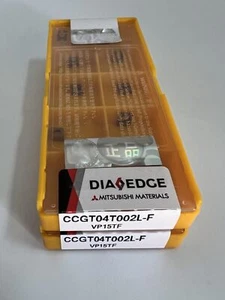 DIAEDGE
MITSUBISHI MATERIALS
CCGT04T002L-F
VP15TF
CCGT04T002L-F
VP15TF